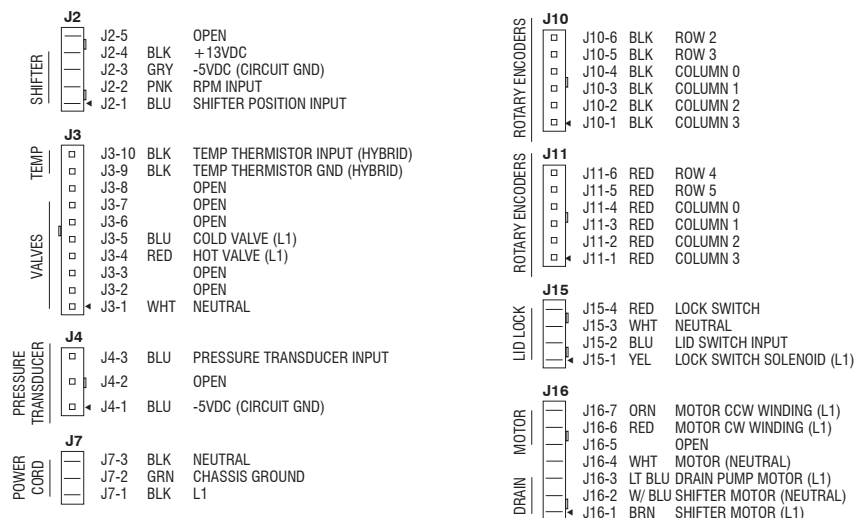 J2
SHIFTER
J2-5 OPEN
J2-4 BLK +13VDC
J2-3 GRY -5VDC (CIRCUIT GND)
J2-2 PNK RPM INPUT
J2-1 BLU SHIFTER POSITION INPUT
J3
TEMP
J3-10 BLK TEMP THERMISTOR INPUT (HYBRID)
J3-9 BLK TEMP THERMISTOR GND (HYBRID)
J3-8 OPEN
VALVES
J3-7 OPEN
J3-6 OPEN
J3-5 BLU COLD VALVE (L1)
J3-4 RED HOT VALVE (L1)
J3-3 OPEN
J3-2 OPEN
J3-1 WHT NEUTRAL
J4
PRESSURE
TRANSDUCER
J4-3 BLU PRESSURE TRANSDUCER INPUT
J4-2 OPEN
J4-1 BLU -5VDC (CIRCUIT GND)
J7
POWER
CORD
J7-3 BLK NEUTRAL
J7-2 GRN CHASSIS GROUND
J7-1 BLK L1
J10
ROTARY ENCODERS
J10-6 BLK ROW 2
J10-5 BLK ROW 3
J10-4 BLK COLUMN 0
J10-3 BLK COLUMN 1
J10-2 BLK COLUMN 2
J10-1 BLK COLUMN 3
J11
ROTARY ENCODERS
J11-6 RED ROW 4
J11-5 RED ROW 5
J11-4 RED COLUMN 0
J11-3 RED COLUMN 1
J11-2 RED COLUMN 2
J11-1 RED COLUMN 3
J15
LID LOCK
J15-4 RED LOCK SWITCH
J15-3 WHT NEUTRAL
J15-2 BLU LID SWITCH INPUT
J15-1 YEL LOCK SWITCH SOLENOID (L1)
J16
MOTOR
J16-7 ORN MOTOR CCW WINDING (L1)
J16-6 RED MOTOR CW WINDING (L1)
J16-5 OPEN
J16-4 WHT MOTOR (NEUTRAL)
DRAIN
J16-3 LT BLU DRAIN PUMP MOTOR (L1)
J16-2 W/ BLU SHIFTER MOTOR (NEUTRAL)
J16-1 BRN SHIFTER MOTOR (L1)